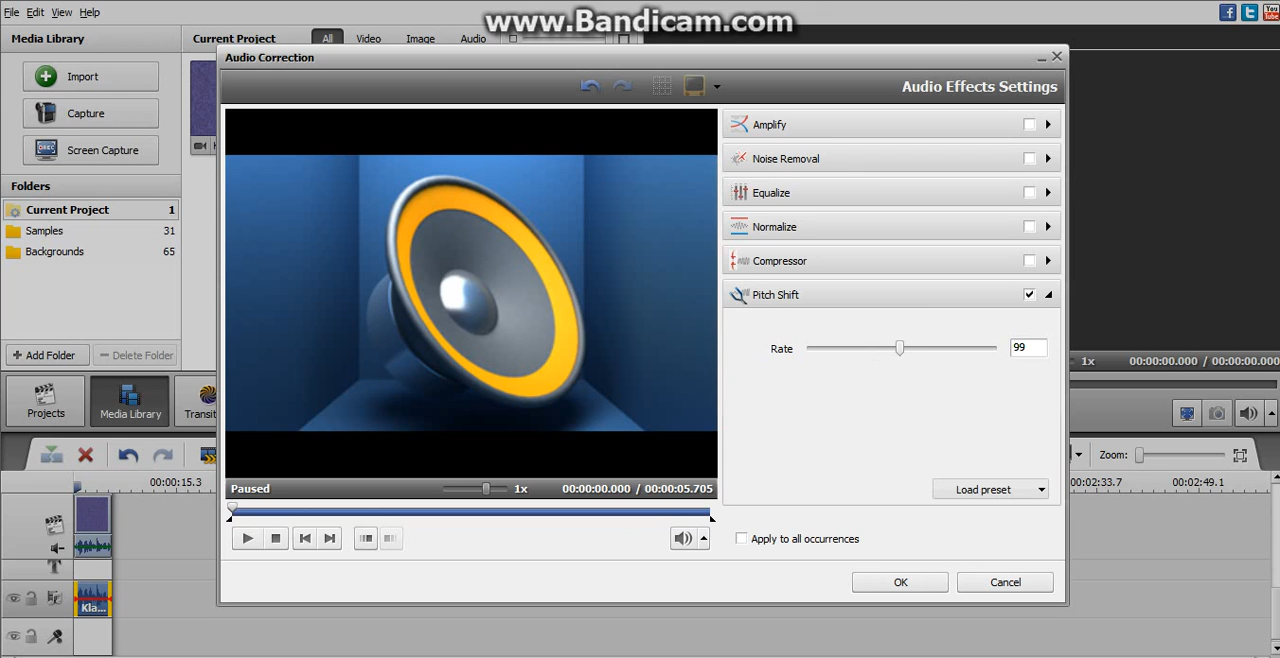 www.Bandicam.com
File Edit View Help
Media Library
Current Project All Video Image Audio
Audio Correction
Audio Effects Settings
Import
Capture
Screen Capture
Folders
Current Project 1
Samples 31
Backgrounds 65
Add Folder Delete Folder
Projects Media Library Transiti
Amplify
Noise Removal
Equalize
Normalize
Compressor
Pitch Shift
Rate 99
Load preset
Paused 1x 00:00:00.000 / 00:00:05.705
Apply to all occurrences
OK Cancel
1x 00:00:00.000 / 00:00:00.000
Zoom:
00:00:15.3 00:02:33.7 00:02:49.1
T
Kla...
You
Tube